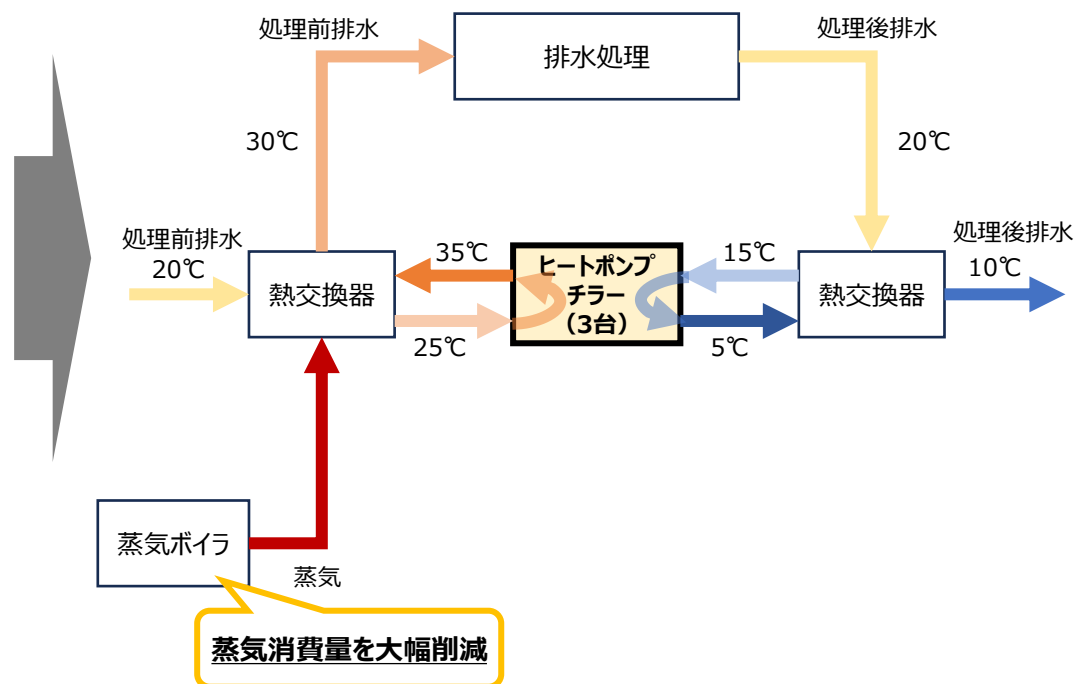 処理前排水
排水処理
処理後排水
30℃
20℃
処理前排水
20℃
熱交換器
35℃
25℃
ヒートポンプ
チラー
（3台）
15℃
5℃
熱交換器
処理後排水
10℃
蒸気ボイラ
蒸気
蒸気消費量を大幅削減